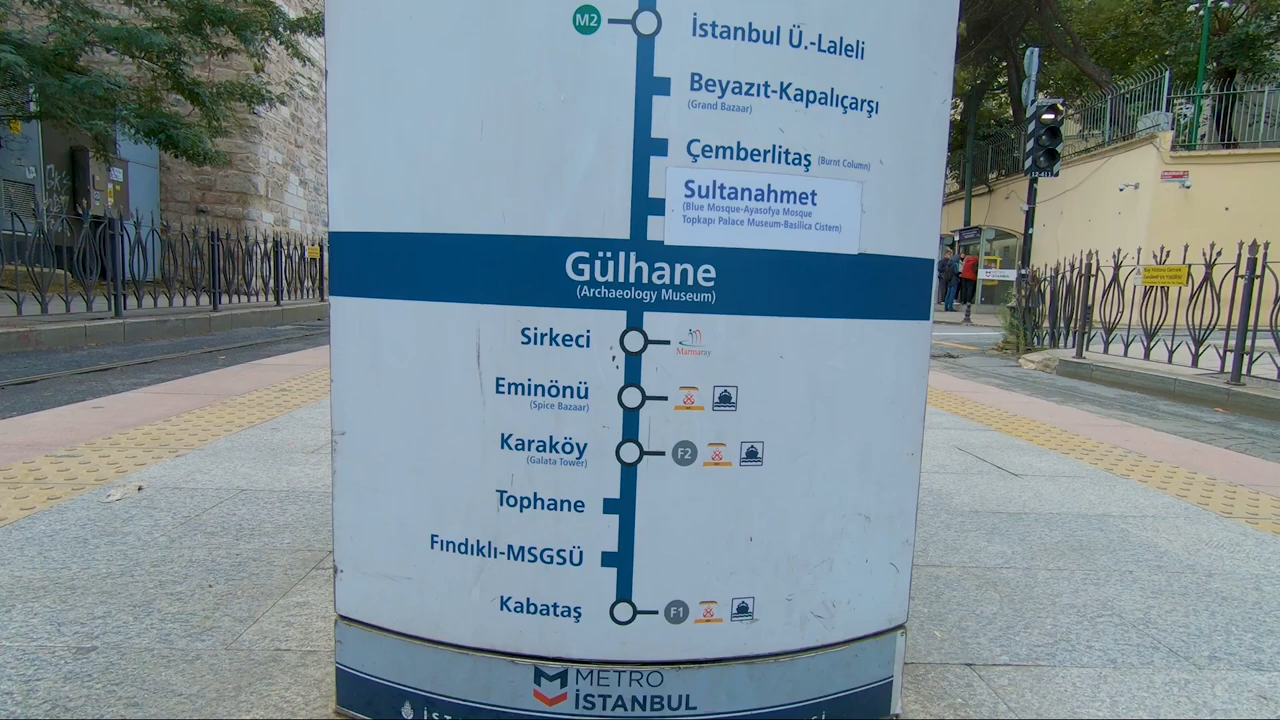 M2
İstanbul Ü.-Laleli
Beyazıt-Kapalıçarşı
(Grand Bazaar)
Çemberlitaş (Burnt Column)
Sultanahmet
(Blue Mosque-Ayasofya Mosque
Topkapı Palace Museum-Basilica Cistern)
Gülhane
(Archaeology Museum)
Sirkeci
Marmaray
Eminönü
(Spice Bazaar)
Karaköy
(Galata Tower)
F2
Tophane
Fındıklı-MSGSÜ
Kabataş
F1
METRO
İSTANBUL
12-411